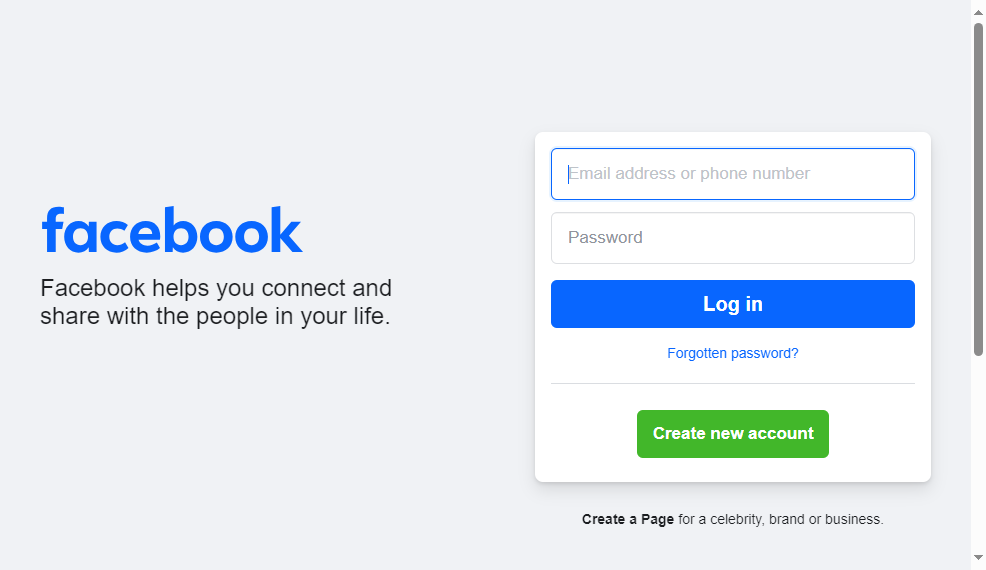 facebook
Facebook helps you connect and
share with the people in your life.
Email address or phone number
Password
Log in
Forgotten password?
Create new account
Create a Page for a celebrity, brand or business.